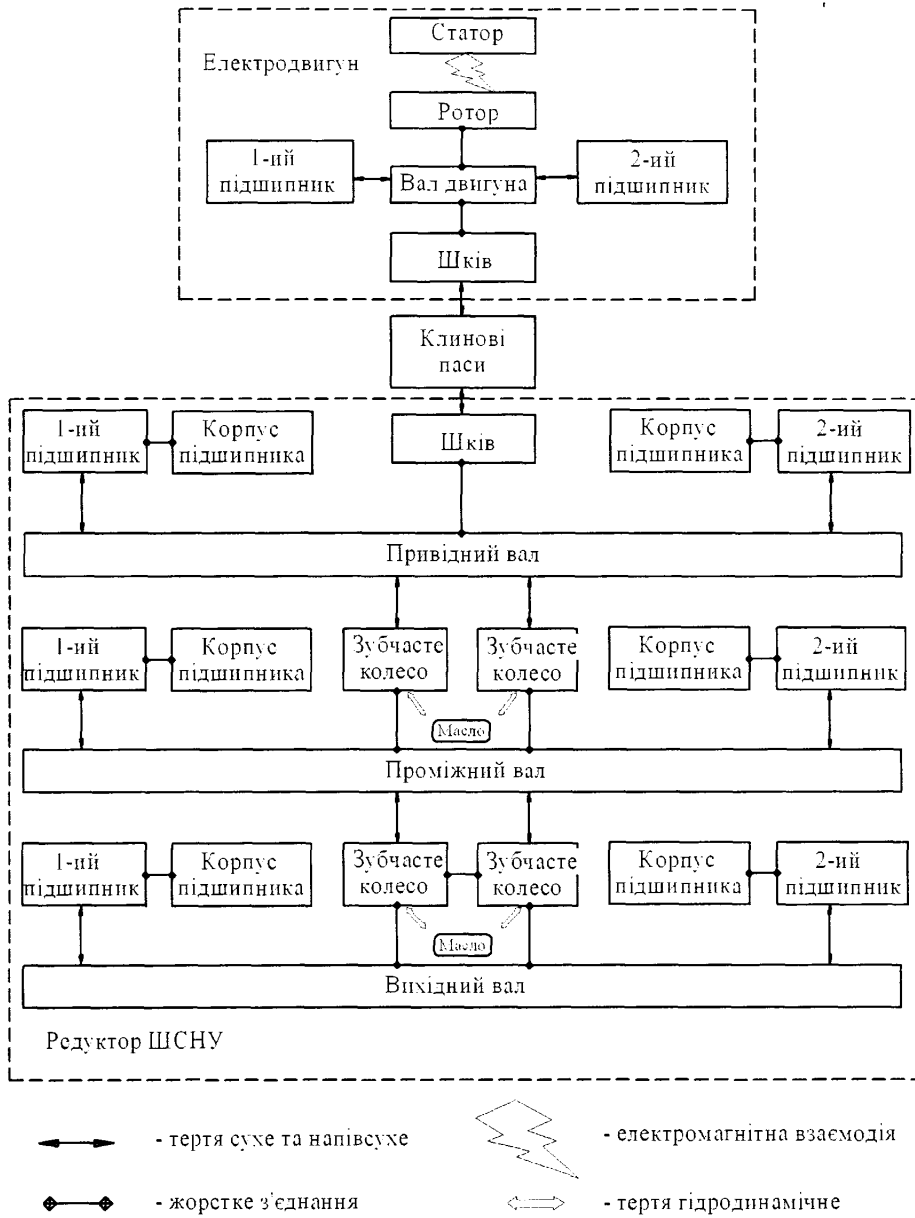 Статор
Електродвигун
Ротор
1-ий
підшипник
Вал двигуна
2-ий
підшипник
Шків
Клинові
паси
1-ий
підшипник
Корпус
підшипника
Шків
Корпус
підшипника
2-ий
підшипник
Привідний вал
1-ий
підшипник
Корпус
підшипника
Зубчасте
колесо
Зубчасте
колесо
Корпус
підшипника
2-ий
підшипник
Масло
Проміжний вал
1-ий
підшипник
Корпус
підшипника
Зубчасте
колесо
Зубчасте
колесо
Корпус
підшипника
2-ий
підшипник
Масло
Вихідний вал
Редуктор ШСНУ
- тертя сухе та напівсухе
- електромагнітна взаємодія
- жорстке з'єднання
- тертя гідродинамічне